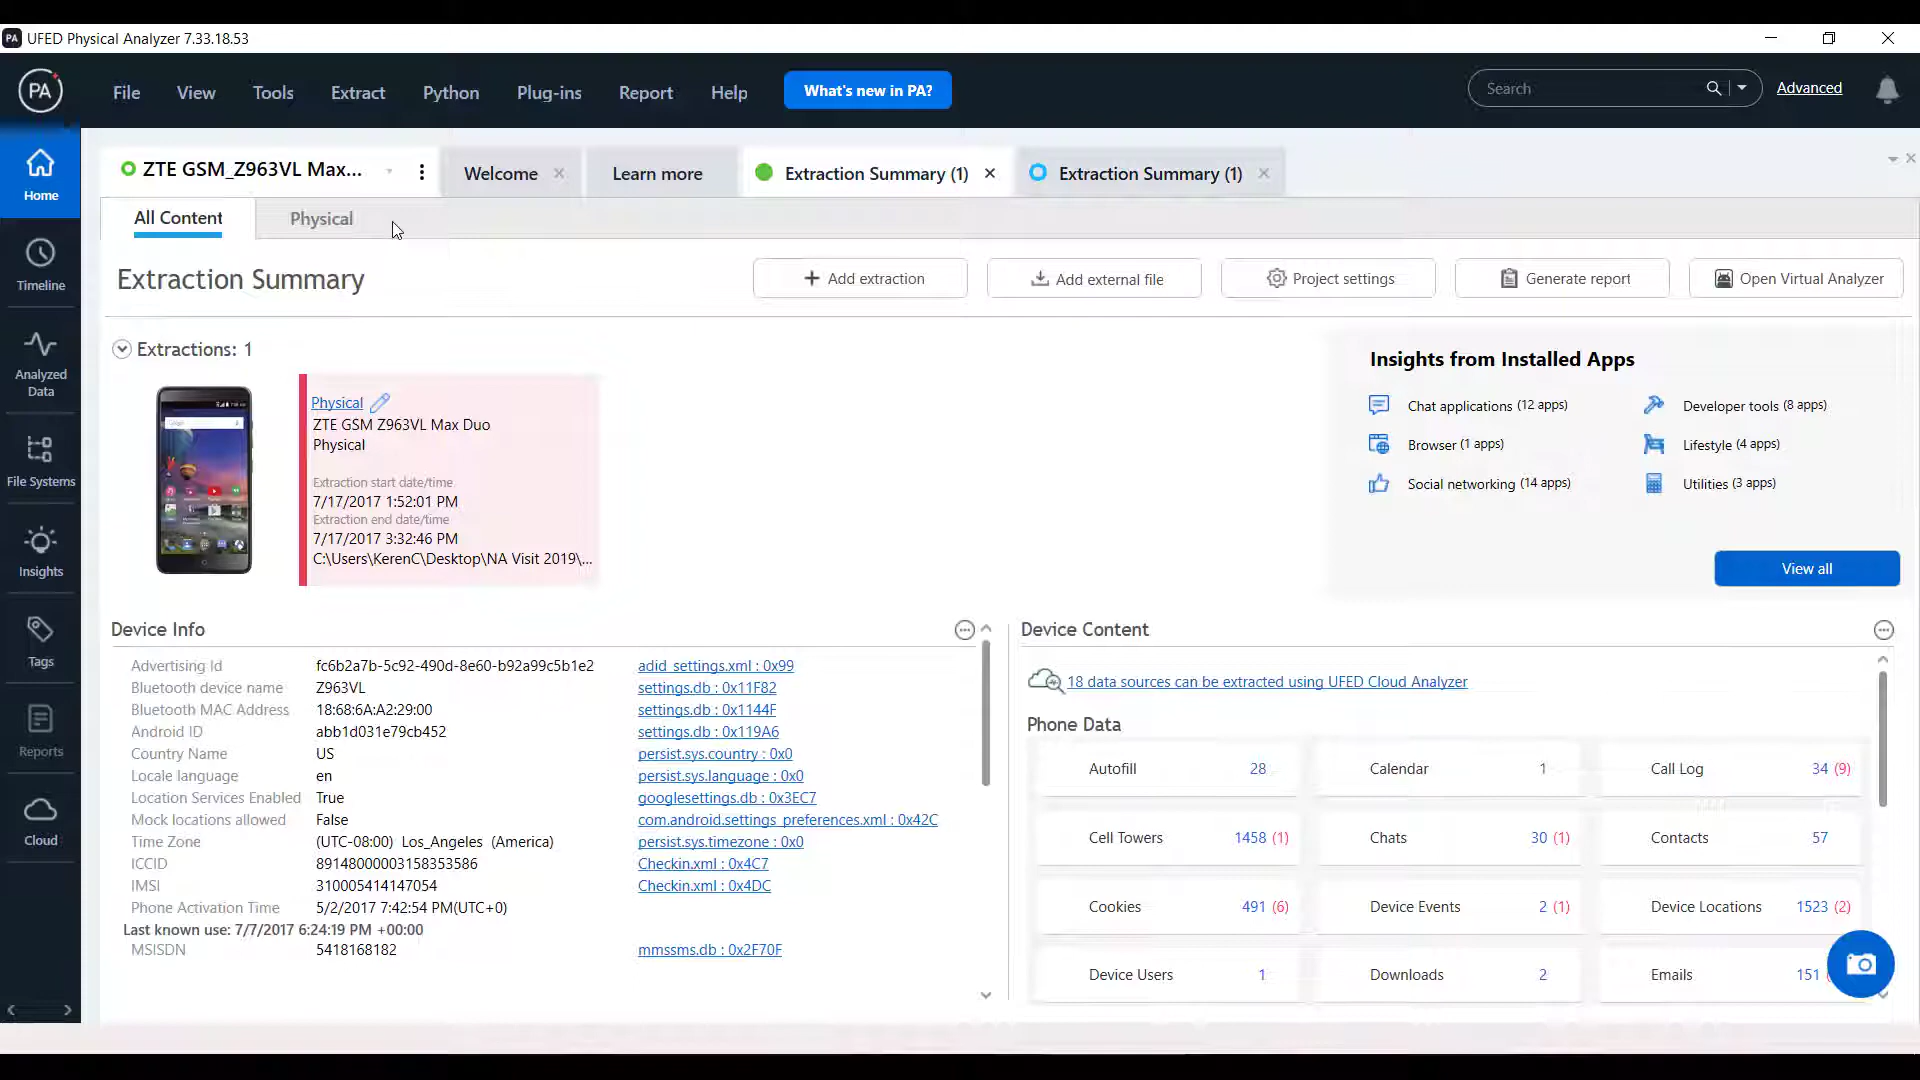 PA UFED Physical Analyzer 7.33.18.53
PA File View Tools Extract Python Plug-ins Report Help What's new in PA? Search Advanced
Home
Timeline
Analyzed
Data
File Systems
Insights
Tags
Reports
Cloud
ZTE GSM_Z963VL Max... Welcome Learn more Extraction Summary (1) Extraction Summary (1)
All Content Physical
Extraction Summary Add extraction Add external file Project settings Generate report Open Virtual Analyzer
Extractions: 1
Physical
ZTE GSM Z963VL Max Duo
Physical
Extraction start date/time
7/17/2017 1:52:01 PM
Extraction end date/time
7/17/2017 3:32:46 PM
C:\Users\KerenC\Desktop\NA Visit 2019\...
Insights from Installed Apps
Chat applications (12 apps) Developer tools (8 apps)
Browser (1 apps) Lifestyle (4 apps)
Social networking (14 apps) Utilities (3 apps)
View all
Device Info
Advertising Id fc6b2a7b-5c92-490d-8e60-b92a99c5b1e2 adid_settings.xml : 0x99
Bluetooth device name Z963VL settings.db : 0x11F82
Bluetooth MAC Address 18:68:6A:A2:29:00 settings.db : 0x1144F
Android ID abb1d031e79cb452 settings.db : 0x119A6
Country Name US persist.sys.country : 0x0
Locale language en persist.sys.language : 0x0
Location Services Enabled True googlesettings.db : 0x3EC7
Mock locations allowed False com.android.settings_preferences.xml : 0x42C
Time Zone (UTC-08:00) Los_Angeles (America) persist.sys.timezone : 0x0
ICCID 89148000003158353586 Checkin.xml : 0x4C7
IMSI 310005414147054 Checkin.xml : 0x4DC
Phone Activation Time 5/2/2017 7:42:54 PM(UTC+0)
Last known use: 7/7/2017 6:24:19 PM +00:00
MSISDN 5418168182 mmssms.db : 0x2F70F
Device Content
18 data sources can be extracted using UFED Cloud Analyzer
Phone Data
Autofill 28 Calendar 1 Call Log 34 (9)
Cell Towers 1458 (1) Chats 30 (1) Contacts 57
Cookies 491 (6) Device Events 2 (1) Device Locations 1523 (2)
Device Users 1 Downloads 2 Emails 151